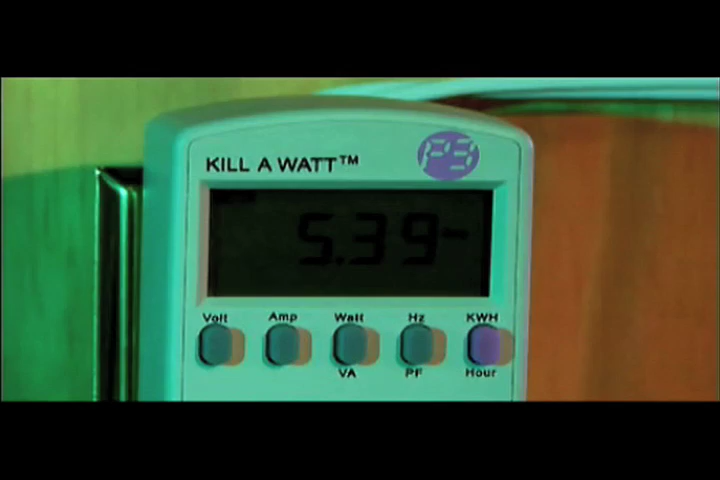 KILL A WATT™
P3
5.39
Volt Amp Watt Hz KWH
VA PF Hour